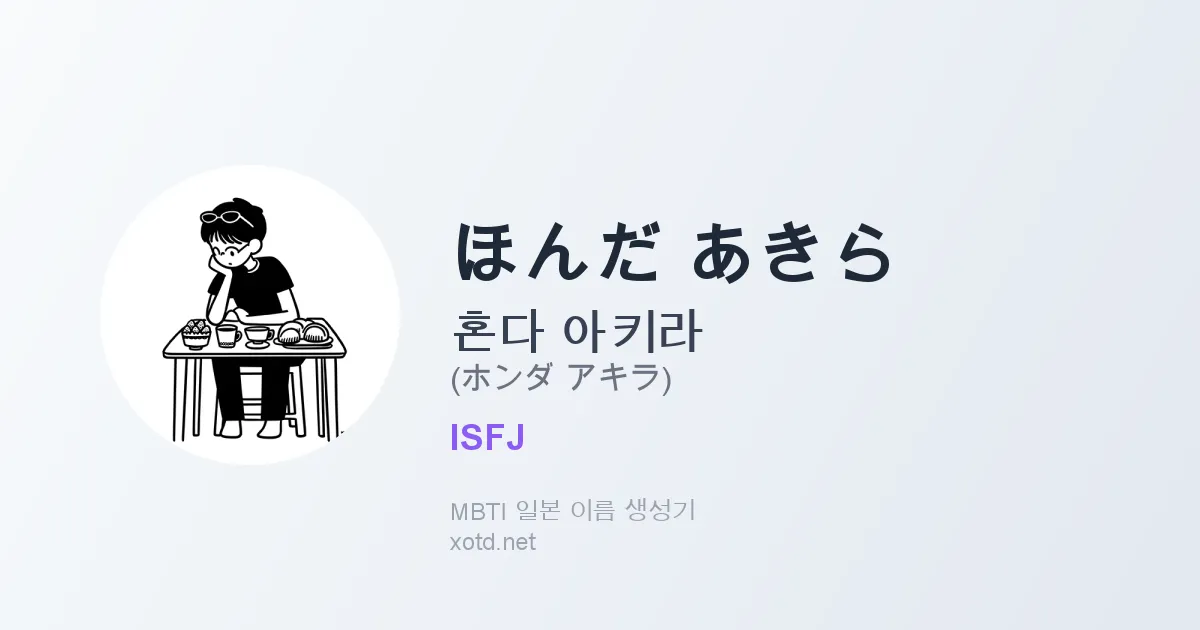 ほんだ あきら
혼다 아키라
(ホンダ アキラ)
ISFJ
MBTI 일본 이름 생성기
xotd.net